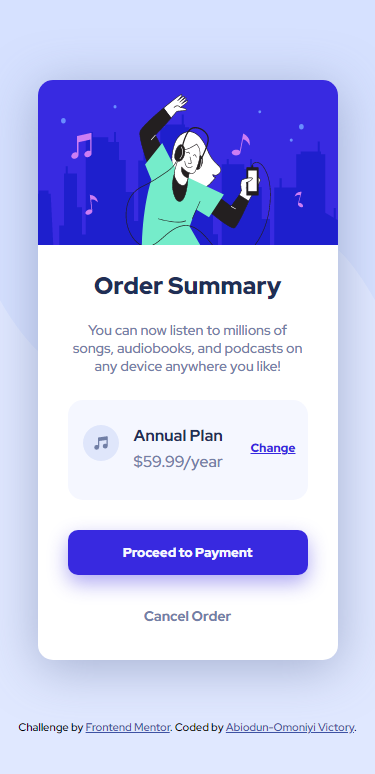 Order Summary
You can now listen to millions of
songs, audiobooks, and podcasts on
any device anywhere you like!
Annual Plan
$59.99/year
Change
Proceed to Payment
Cancel Order
Challenge by Frontend Mentor. Coded by Abiodun-Omoniyi Victory.